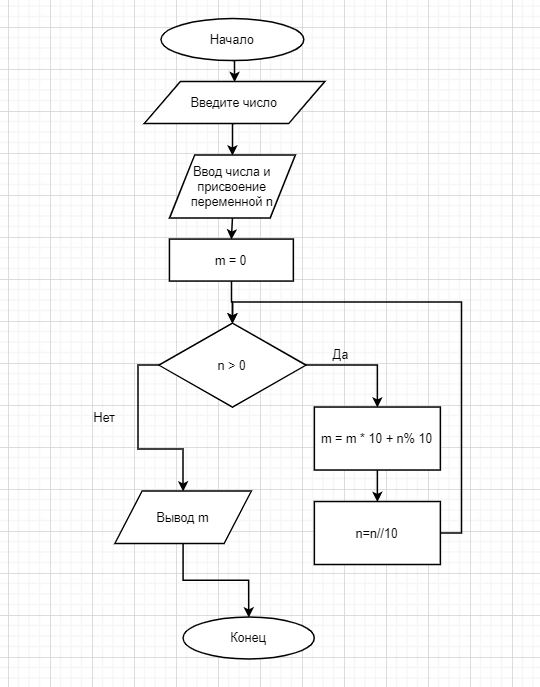 Начало
Введите число
Ввод числа и
присвоение
переменной n
m = 0
n > 0
Да
Нет
m = m * 10 + n% 10
n=n//10
Вывод m
Конец